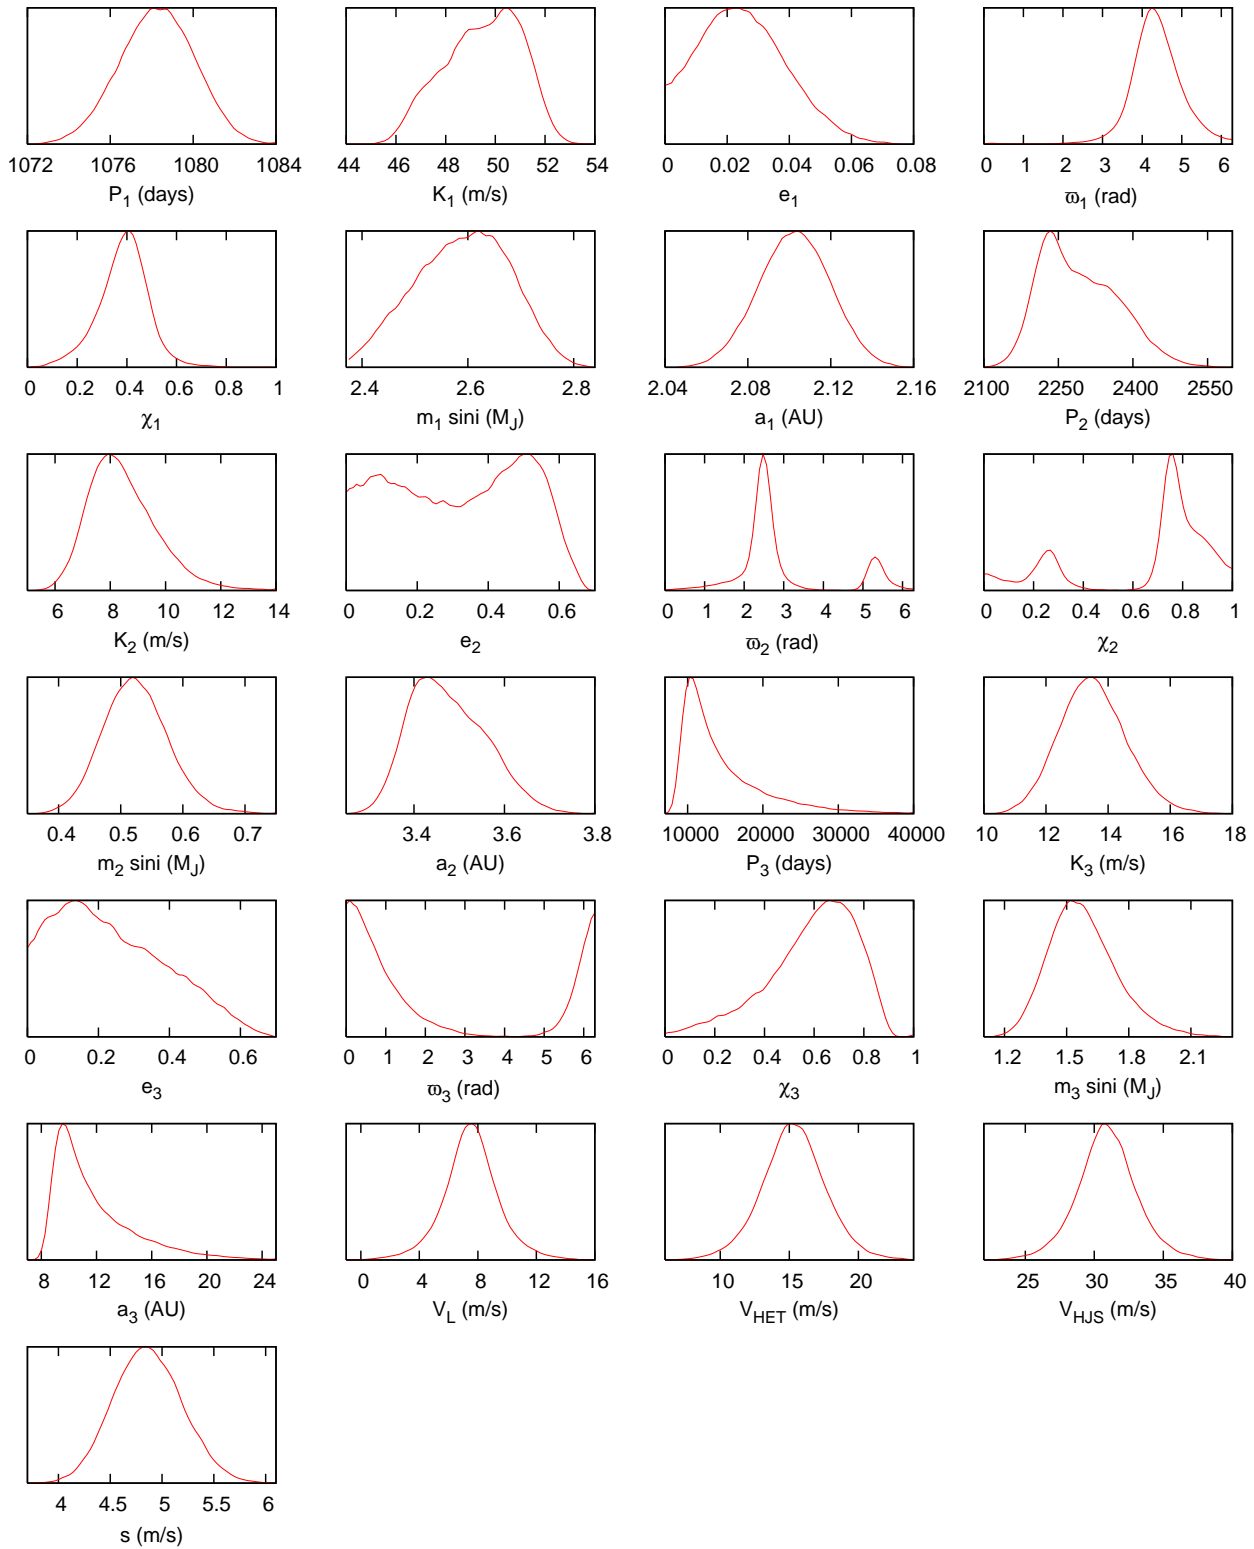 1072 1076 1080 1084 44 46 48 50 52 54 0 0.02 0.04 0.06 0.08 0 1 2 3 4 5 6
P1 (days) K1 (m/s) e1 ϖ1 (rad)
0 0.2 0.4 0.6 0.8 1 2.4 2.6 2.8 2.04 2.08 2.12 2.16 2100 2250 2400 2550
χ1 m1 sini (MJ) a1 (AU) P2 (days)
6 8 10 12 14 0 0.2 0.4 0.6 0 1 2 3 4 5 6 0 0.2 0.4 0.6 0.8 1
K2 (m/s) e2 ϖ2 (rad) χ2
0.4 0.5 0.6 0.7 3.4 3.6 3.8 10000 20000 30000 40000 10 12 14 16 18
m2 sini (MJ) a2 (AU) P3 (days) K3 (m/s)
0 0.2 0.4 0.6 0 1 2 3 4 5 6 0 0.2 0.4 0.6 0.8 1 1.2 1.5 1.8 2.1
e3 ϖ3 (rad) χ3 m3 sini (MJ)
8 12 16 20 24 0 4 8 12 16 10 15 20 25 30 35 40
a3 (AU) VL (m/s) VHET (m/s) VHJS (m/s)
4 4.5 5 5.5 6
s (m/s)